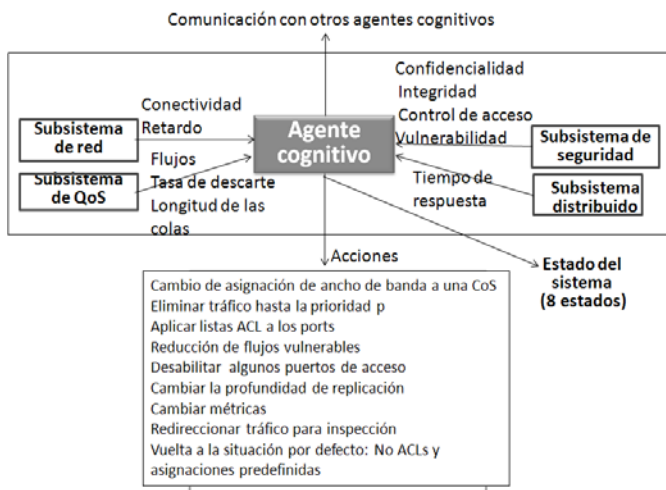 Comunicación con otros agentes cognitivos
Conectividad
Retardo
Subsistema
de red
Flujos
Tasa de descarte
Longitud de las
colas
Subsistema
de QoS
Agente
cognitivo
Confidencialidad
Integridad
Control de acceso
Vulnerabilidad
Subsistema de
seguridad
Tiempo de
respuesta
Subsistema
distribuido
Acciones
Estado del
sistema
(8 estados)
Cambio de asignación de ancho de banda a una CoS
Eliminar tráfico hasta la prioridad p
Aplicar listas ACL a los ports
Reducción de flujos vulnerables
Desabilitar algunos puertos de acceso
Cambiar la profundidad de replicación
Cambiar métricas
Redireccionar tráfico para inspección
Vuelta a la situación por defecto: No ACLs y
asignaciones predefinidas